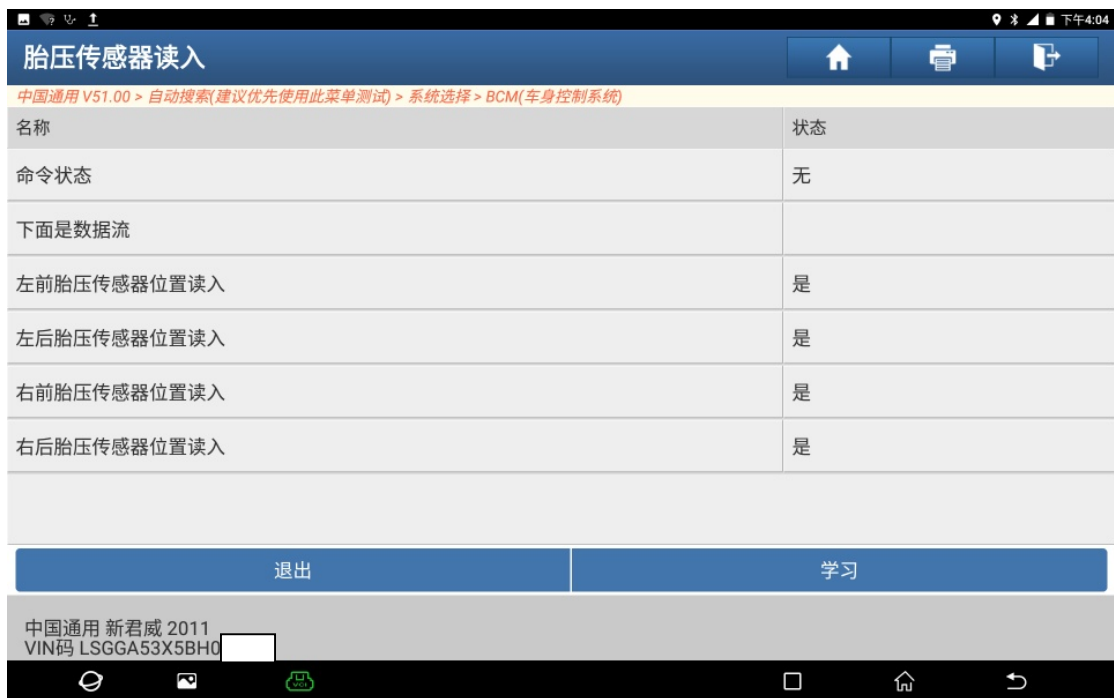 下午4:04
胎压传感器读入
中国通用 V51.00 > 自动搜索(建议优先使用此菜单测试) > 系统选择 > BCM(车身控制系统)
名称 状态
命令状态 无
下面是数据流
左前胎压传感器位置读入 是
左后胎压传感器位置读入 是
右前胎压传感器位置读入 是
右后胎压传感器位置读入 是
退出 学习
中国通用 新君威 2011
VIN码 LSGGA53X5BH0
VCI